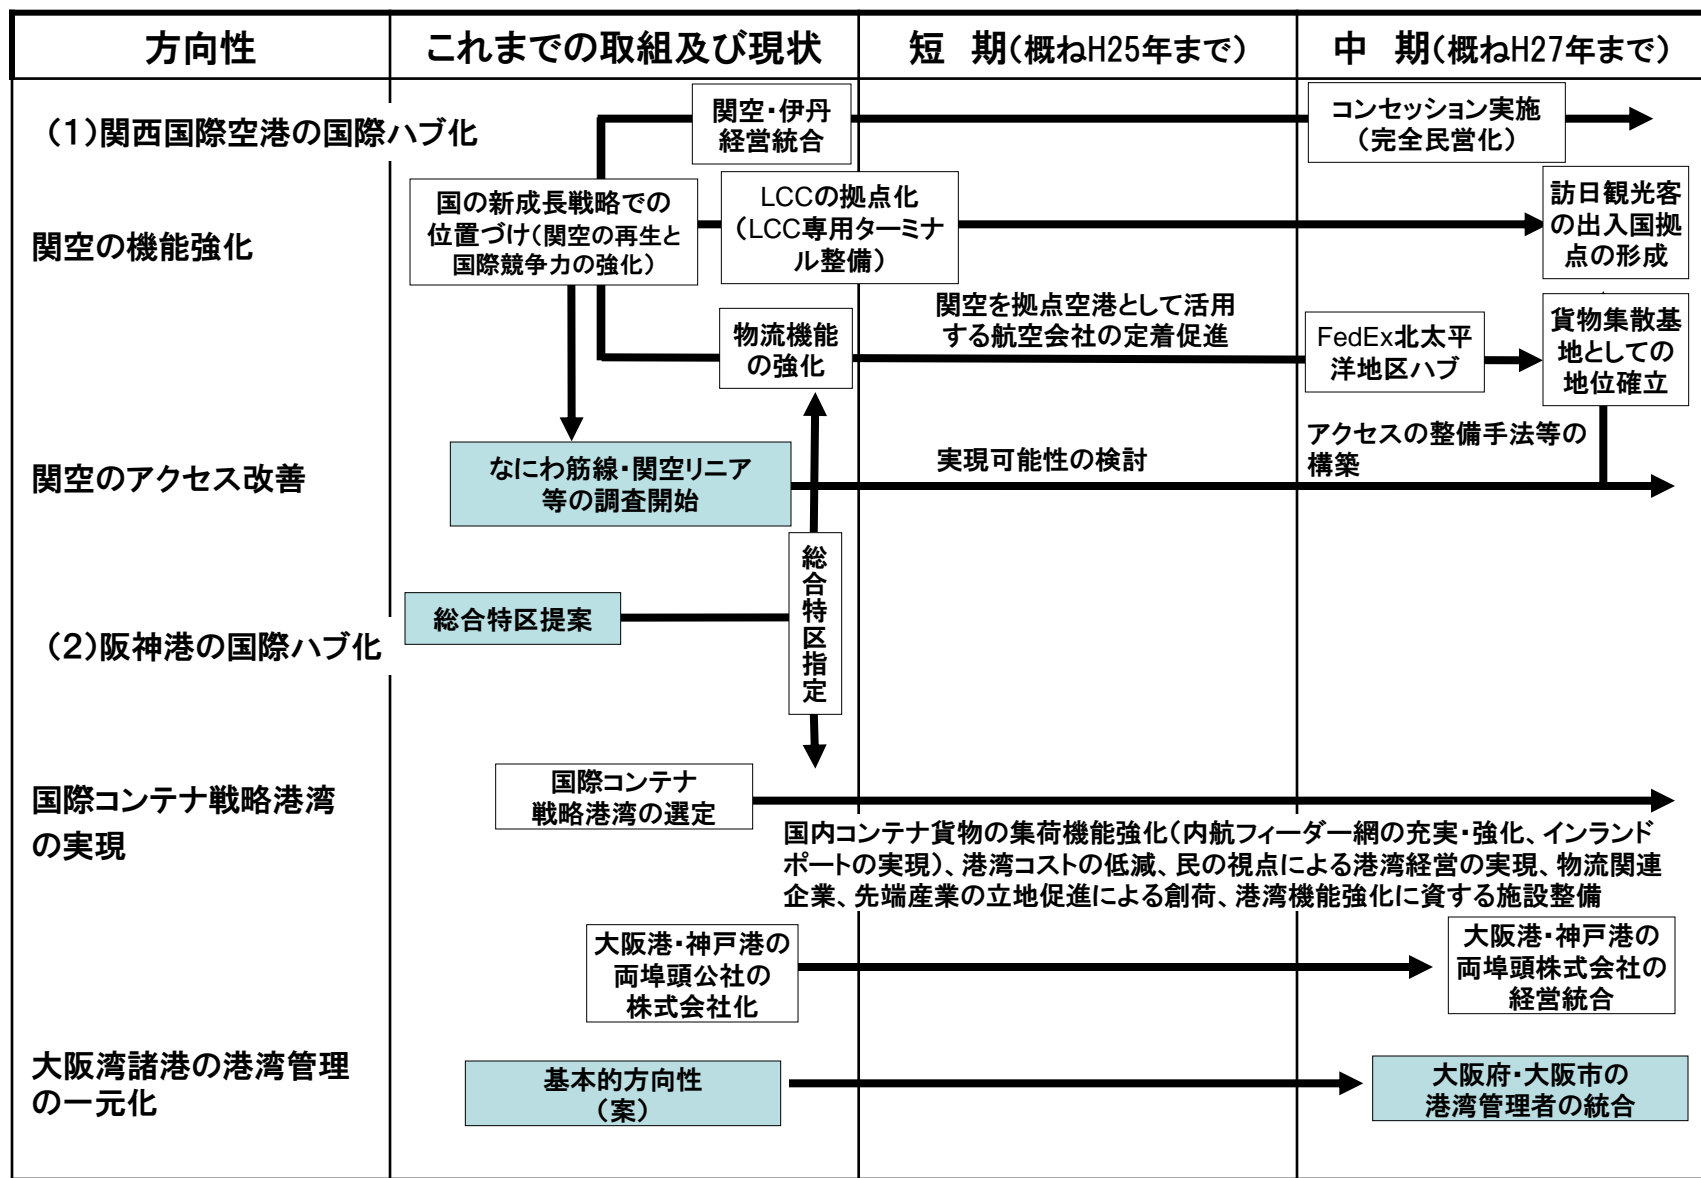 方向性
これまでの取組及び現状
短　期(概ねH25年まで)
中　期(概ねH27年まで)
(1)関西国際空港の国際ハブ化
関空・伊丹
経営統合
コンセッション実施
(完全民営化)
関空の機能強化
国の新成長戦略での
位置づけ(関空の再生と
国際競争力の強化)
LCCの拠点化
(LCC専用ターミナ
ル整備)
訪日観光客
の出入国拠
点の形成
物流機能
の強化
関空を拠点空港として活用
する航空会社の定着促進
FedEx北太平
洋地区ハブ
貨物集散基
地としての
地位確立
関空のアクセス改善
なにわ筋線・関空リニア
等の調査開始
実現可能性の検討
アクセスの整備手法等の
構築
(2)阪神港の国際ハブ化
総合特区提案
総合特区指定
国際コンテナ戦略港湾
の実現
国際コンテナ
戦略港湾の選定
国内コンテナ貨物の集荷機能強化(内航フィーダー網の充実・強化、インランド
ポートの実現)、港湾コストの低減、民の視点による港湾経営の実現、物流関連
企業、先端産業の立地促進による創荷、港湾機能強化に資する施設整備
大阪港・神戸港の
両埠頭公社の
株式会社化
大阪港・神戸港の
両埠頭株式会社の
経営統合
大阪湾諸港の港湾管理
の一元化
基本的方向性
(案)
大阪府・大阪市の
港湾管理者の統合